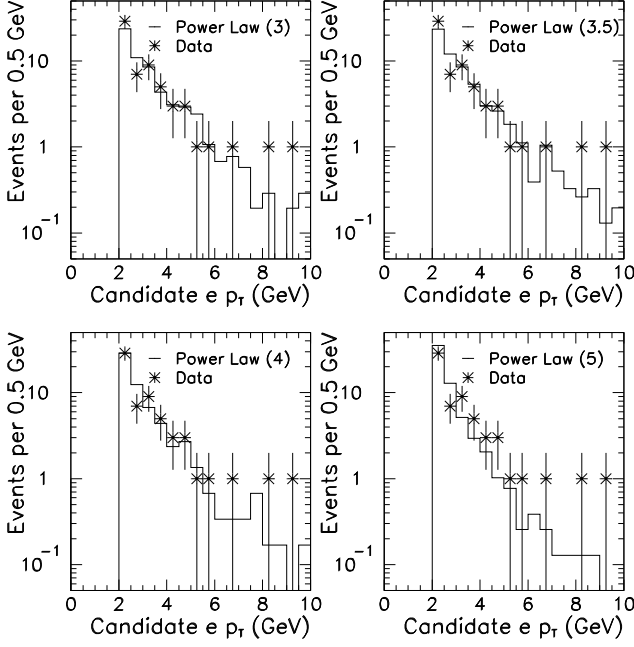 Events per 0.5 GeV
10
1
10⁻¹
Power Law (3)
Data
0 2 4 6 8 10
Candidate e p_T (GeV)
Events per 0.5 GeV
10
1
10⁻¹
Power Law (3.5)
Data
0 2 4 6 8 10
Candidate e p_T (GeV)
Events per 0.5 GeV
10
1
10⁻¹
Power Law (4)
Data
0 2 4 6 8 10
Candidate e p_T (GeV)
Events per 0.5 GeV
10
1
10⁻¹
Power Law (5)
Data
0 2 4 6 8 10
Candidate e p_T (GeV)